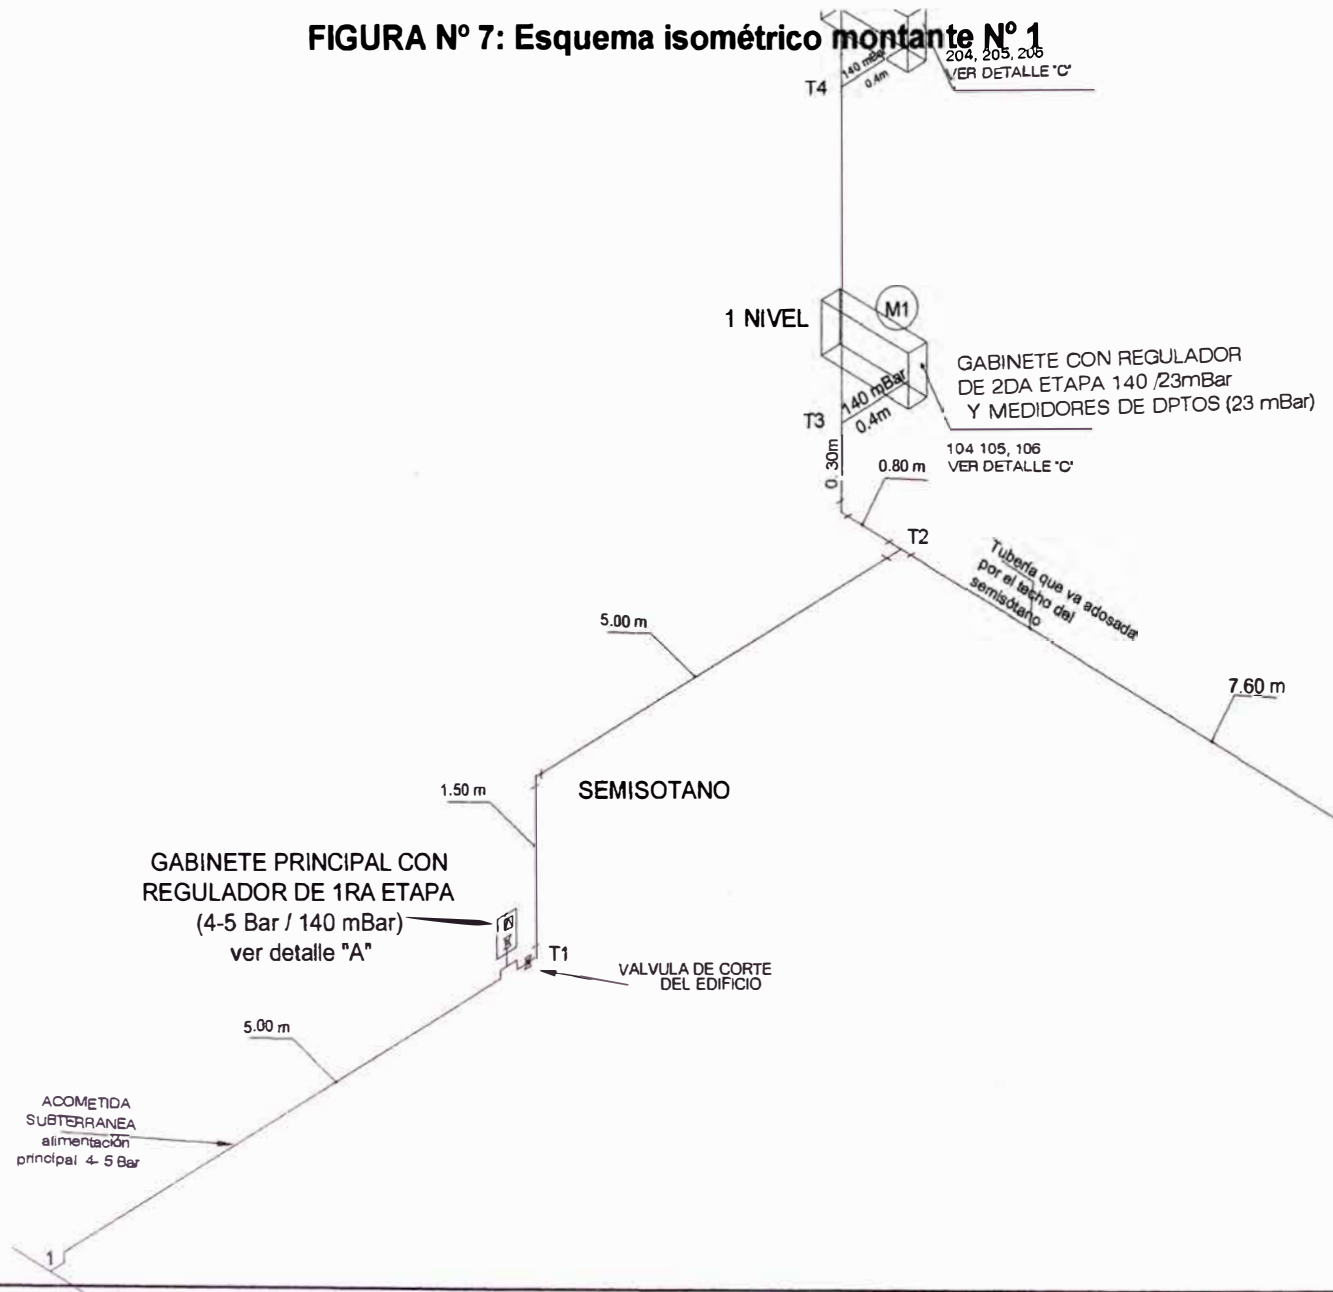 FIGURA Nº 7: Esquema isométrico montante Nº 1
204, 205, 206
VER DETALLE "C"
140 mBar
0.4m
T4
1 NIVEL
M1
GABINETE CON REGULADOR
DE 2DA ETAPA 140 /23mBar
Y MEDIDORES DE DPTOS (23 mBar)
140 mBar
0.4m
T3
104 105, 106
VER DETALLE "C"
0.30m
0.80 m
T2
Tubería que va adosada
por el techo del
semisótano
5.00 m
7.60 m
1.50 m
SEMISOTANO
GABINETE PRINCIPAL CON
REGULADOR DE 1RA ETAPA
(4-5 Bar / 140 mBar)
ver detalle "A"
T1
VALVULA DE CORTE
DEL EDIFICIO
5.00 m
ACOMETIDA
SUBTERRANEA
alimentación
principal 4- 5 Bar
1